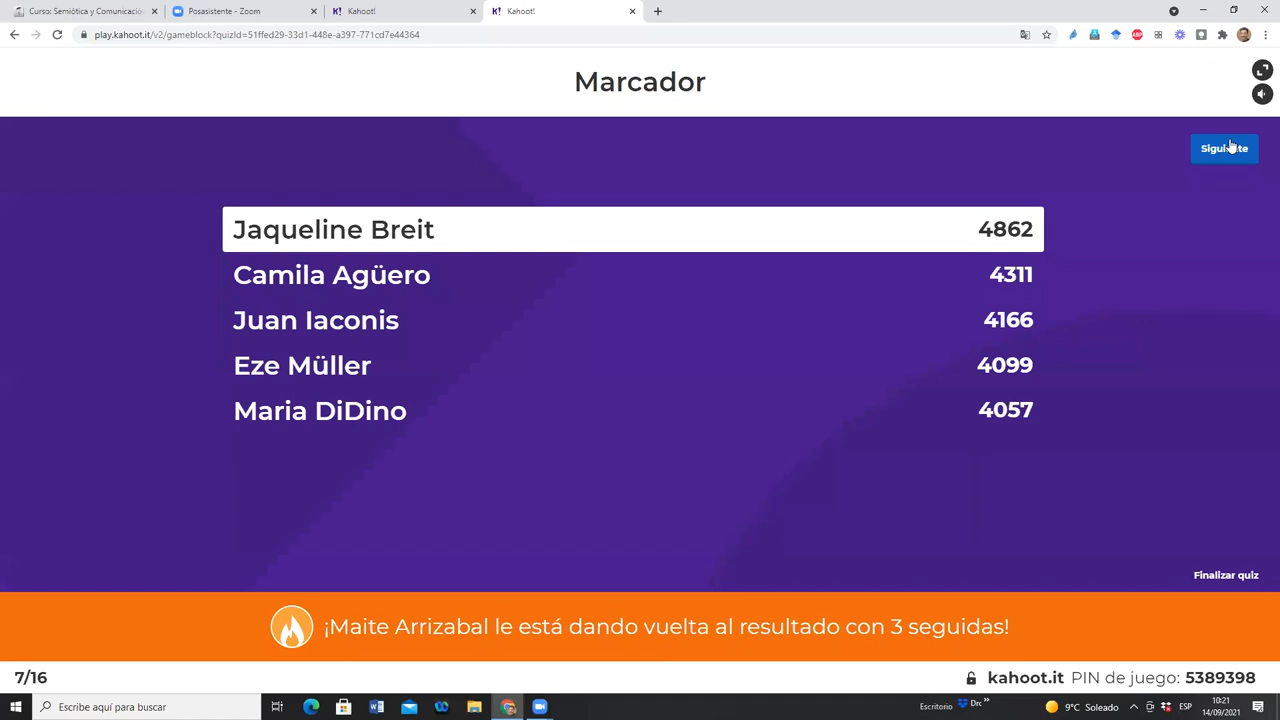 Curso: Semiótica y Comunicación
Posasistente - Zoom
K! Kahoot!
K! Kahoot!
play.kahoot.it/v2/gameblock?quizId=51ffed29-33d1-448e-a397-771cd7e44364
Marcador
Jaqueline Breit 4862
Camila Agüero 4311
Juan Iaconis 4166
Eze Müller 4099
Maria DiDino 4057
Finalizar quiz
¡Maite Arrizabal le está dando vuelta al resultado con 3 seguidas!
7/16
kahoot.it PIN de juego: 5389398
Escribe aquí para buscar
Escritorio
9°C Soleado
ESP
10:21
14/09/2021